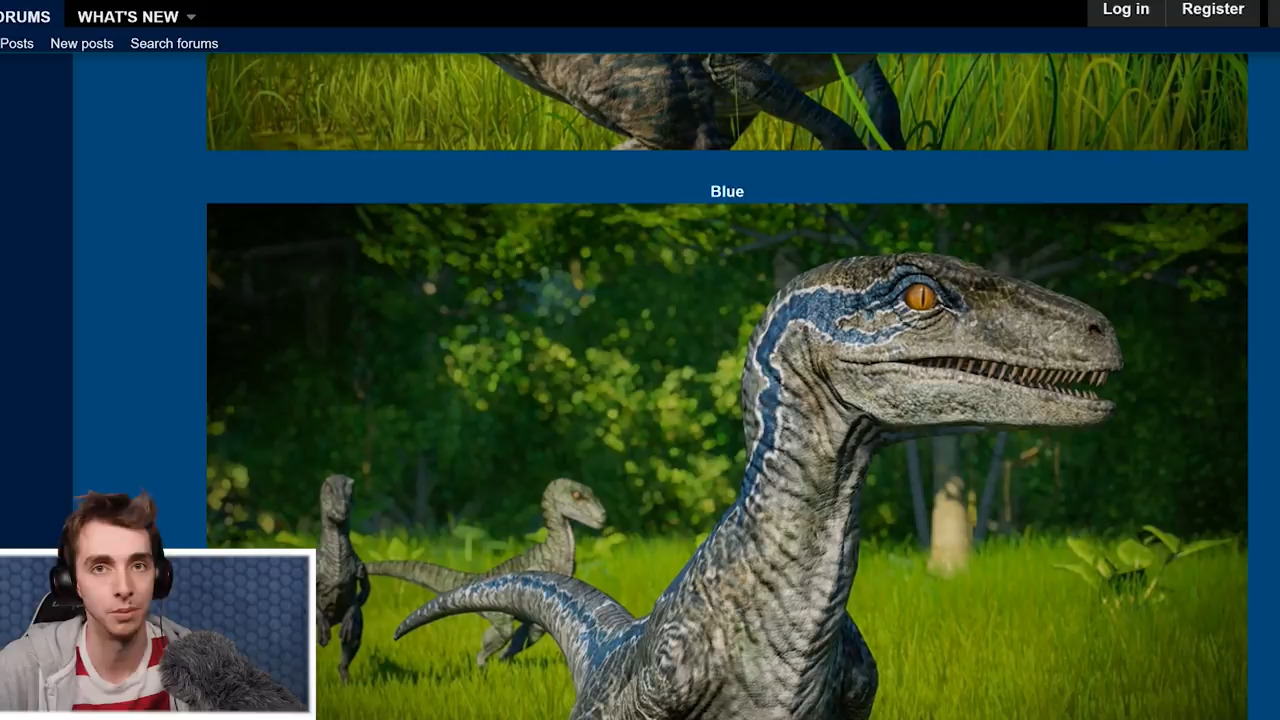 ORUMS
WHAT'S NEW
Log in
Register
Posts
New posts
Search forums
Blue